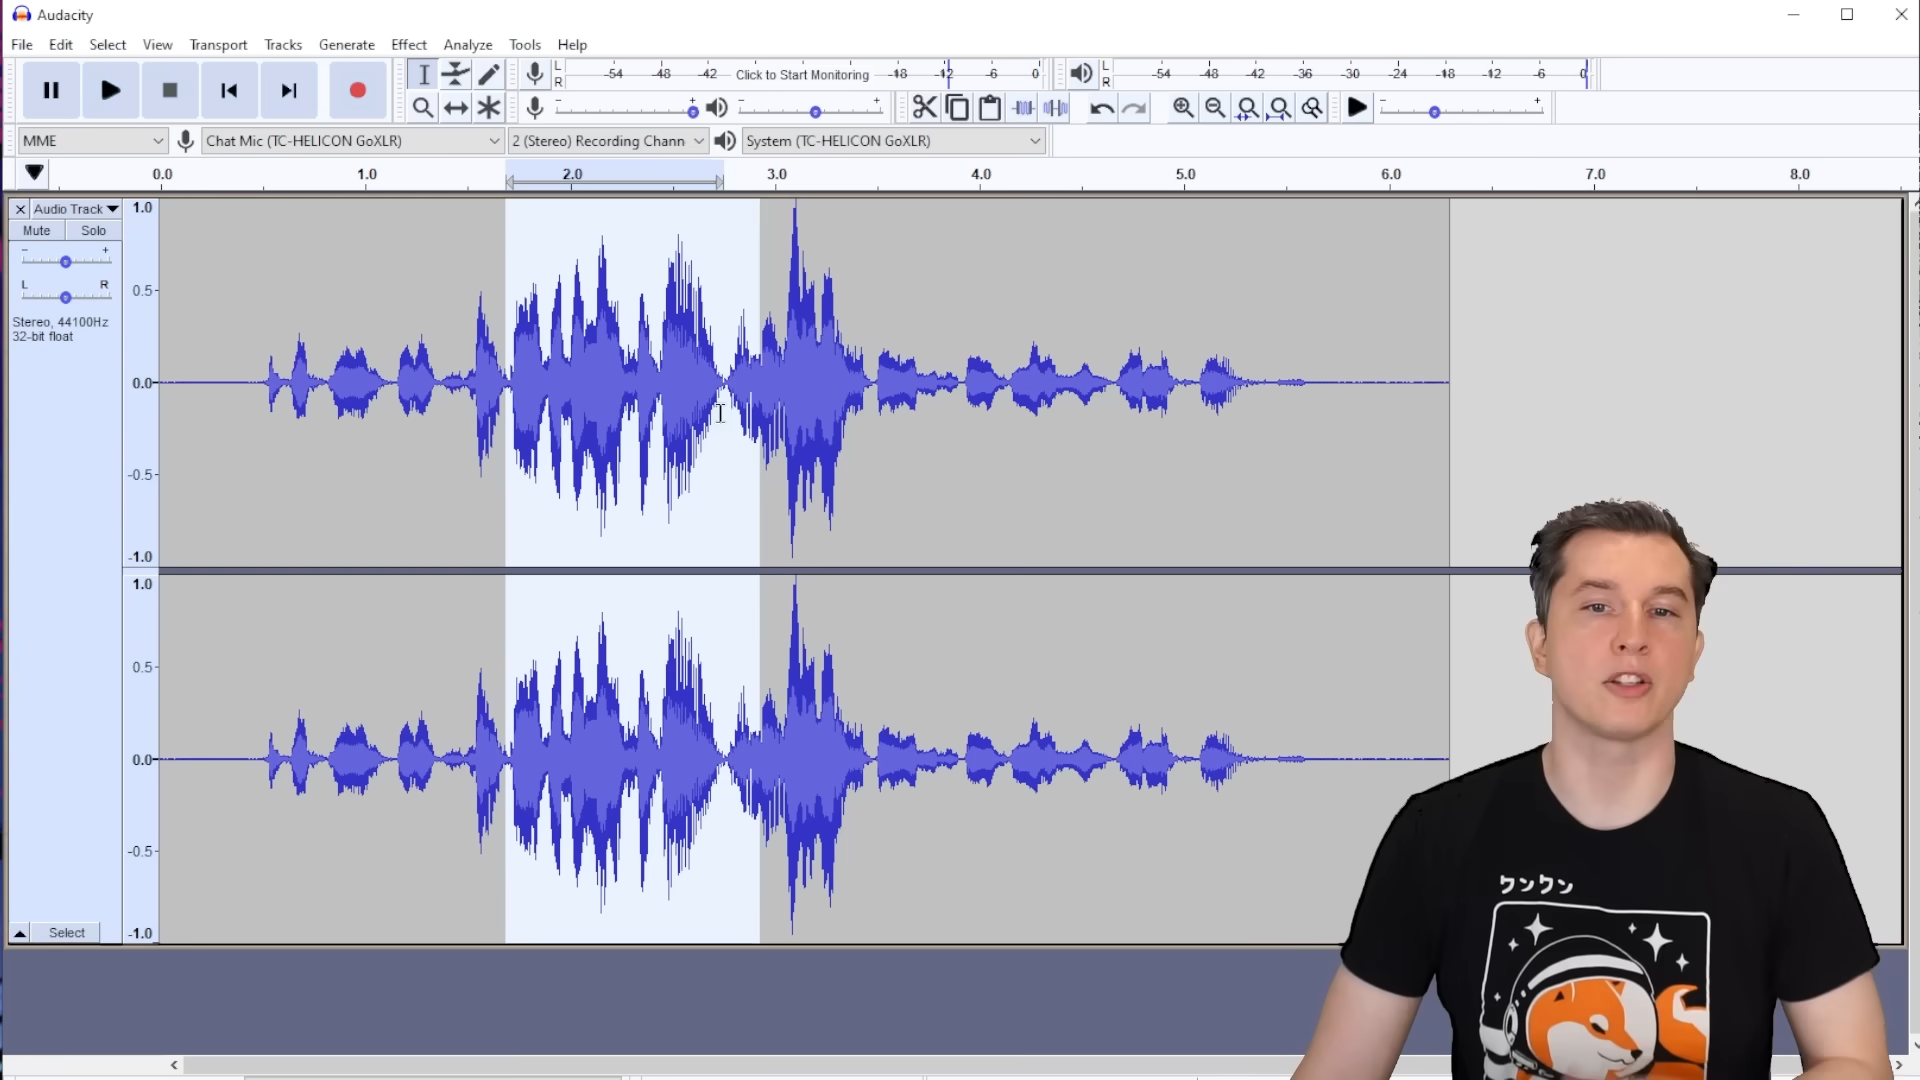 Audacity
File Edit Select View Transport Tracks Generate Effect Analyze Tools Help
L R -54 -48 -42 Click to Start Monitoring -18 -12 -6 0
L R -54 -48 -42 -36 -30 -24 -18 -12 -6 0
- + - + - +
MME Chat Mic (TC-HELICON GoXLR) 2 (Stereo) Recording Chann System (TC-HELICON GoXLR)
0.0 1.0 2.0 3.0 4.0 5.0 6.0 7.0 8.0
× Audio Track
Mute Solo
- +
L R
Stereo, 44100Hz
32-bit float
Select
1.0
0.5
0.0
-0.5
-1.0
1.0
0.5
0.0
-0.5
-1.0
クンクン